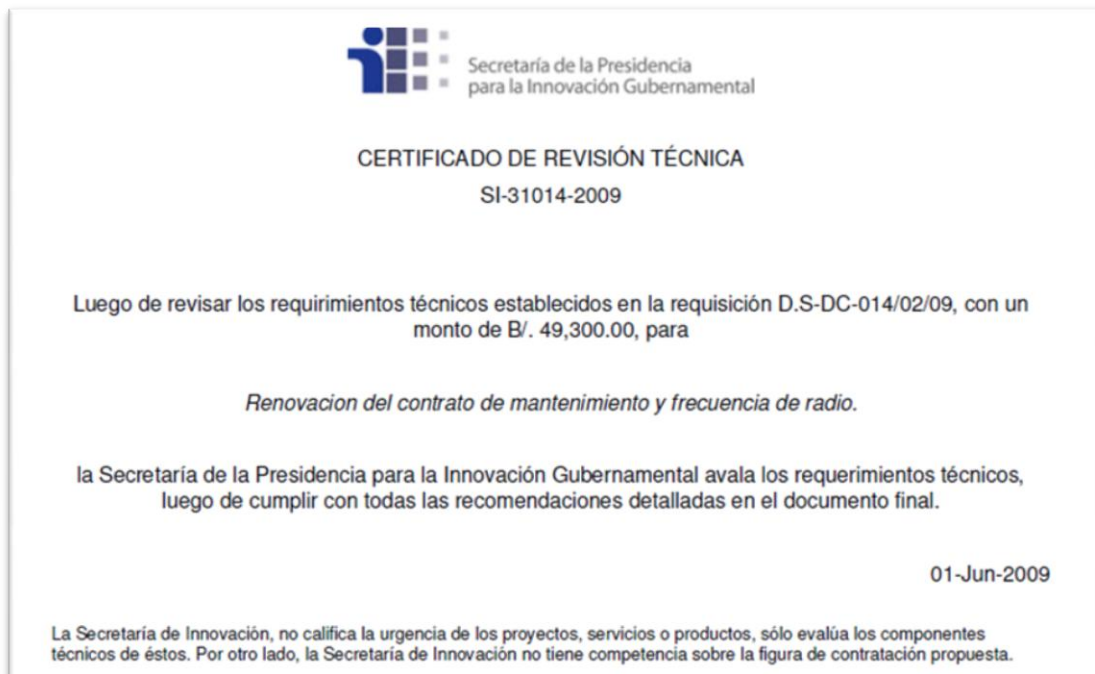 Secretaría de la Presidencia
para la Innovación Gubernamental
CERTIFICADO DE REVISIÓN TÉCNICA
SI-31014-2009
Luego de revisar los requirimientos técnicos establecidos en la requisición D.S-DC-014/02/09, con un
monto de B/. 49,300.00, para
Renovacion del contrato de mantenimiento y frecuencia de radio.
la Secretaría de la Presidencia para la Innovación Gubernamental avala los requerimientos técnicos,
luego de cumplir con todas las recomendaciones detalladas en el documento final.
01-Jun-2009
La Secretaría de Innovación, no califica la urgencia de los proyectos, servicios o productos, sólo evalúa los componentes
técnicos de éstos. Por otro lado, la Secretaría de Innovación no tiene competencia sobre la figura de contratación propuesta.